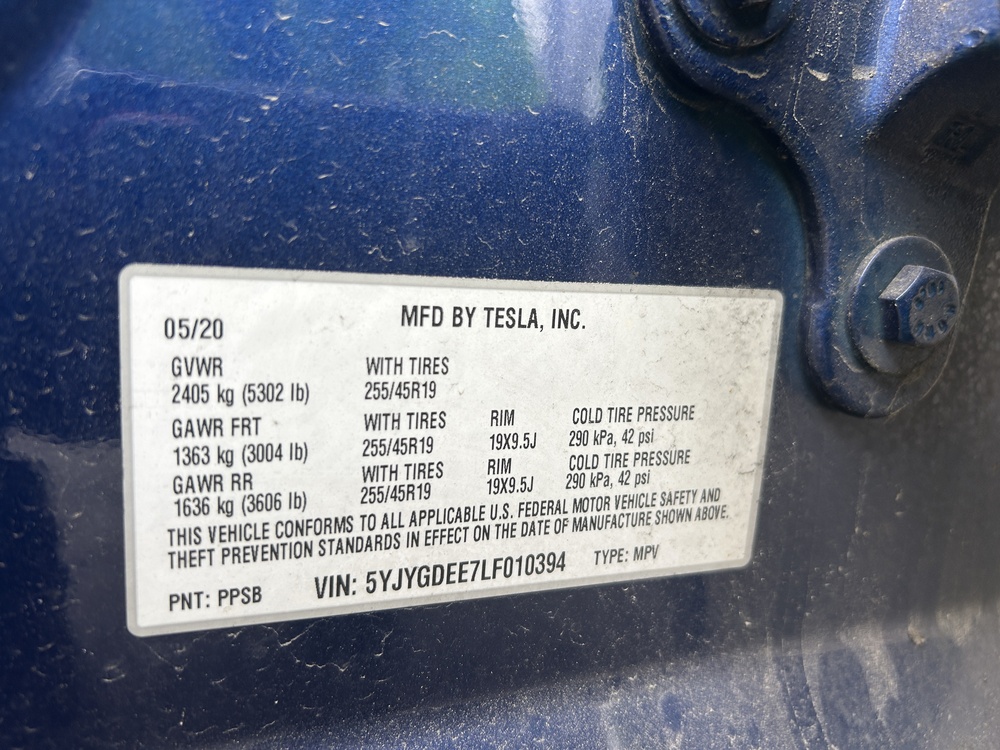 05/20 MFD BY TESLA, INC.
GVWR WITH TIRES
2405 kg (5302 lb) 255/45R19
GAWR FRT WITH TIRES RIM COLD TIRE PRESSURE
1363 kg (3004 lb) 255/45R19 19X9.5J 290 kPa, 42 psi
GAWR RR WITH TIRES RIM COLD TIRE PRESSURE
1636 kg (3606 lb) 255/45R19 19X9.5J 290 kPa, 42 psi
THIS VEHICLE CONFORMS TO ALL APPLICABLE U.S. FEDERAL MOTOR VEHICLE SAFETY AND
THEFT PREVENTION STANDARDS IN EFFECT ON THE DATE OF MANUFACTURE SHOWN ABOVE.
PNT: PPSB VIN: 5YJYGDEE7LF010394 TYPE: MPV